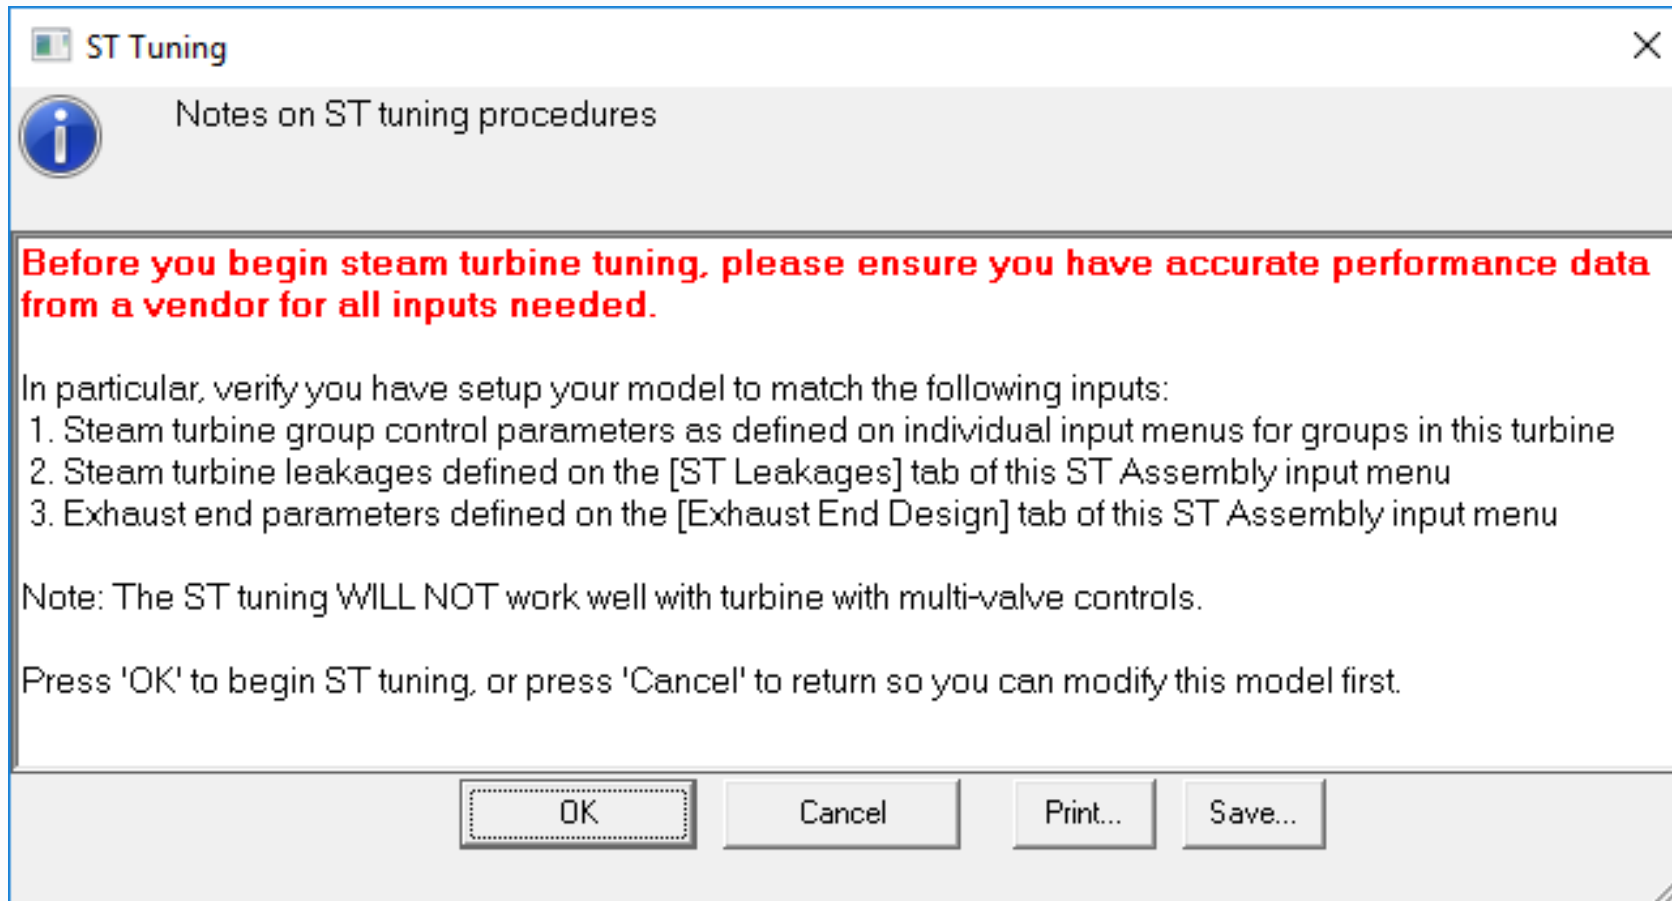 ST Tuning
Notes on ST tuning procedures
Before you begin steam turbine tuning, please ensure you have accurate performance data
from a vendor for all inputs needed.
In particular, verify you have setup your model to match the following inputs:
1. Steam turbine group control parameters as defined on individual input menus for groups in this turbine
2. Steam turbine leakages defined on the [ST Leakages] tab of this ST Assembly input menu
3. Exhaust end parameters defined on the [Exhaust End Design] tab of this ST Assembly input menu
Note: The ST tuning WILL NOT work well with turbine with multi-valve controls.
Press 'OK' to begin ST tuning, or press 'Cancel' to return so you can modify this model first.
OK Cancel Print... Save...